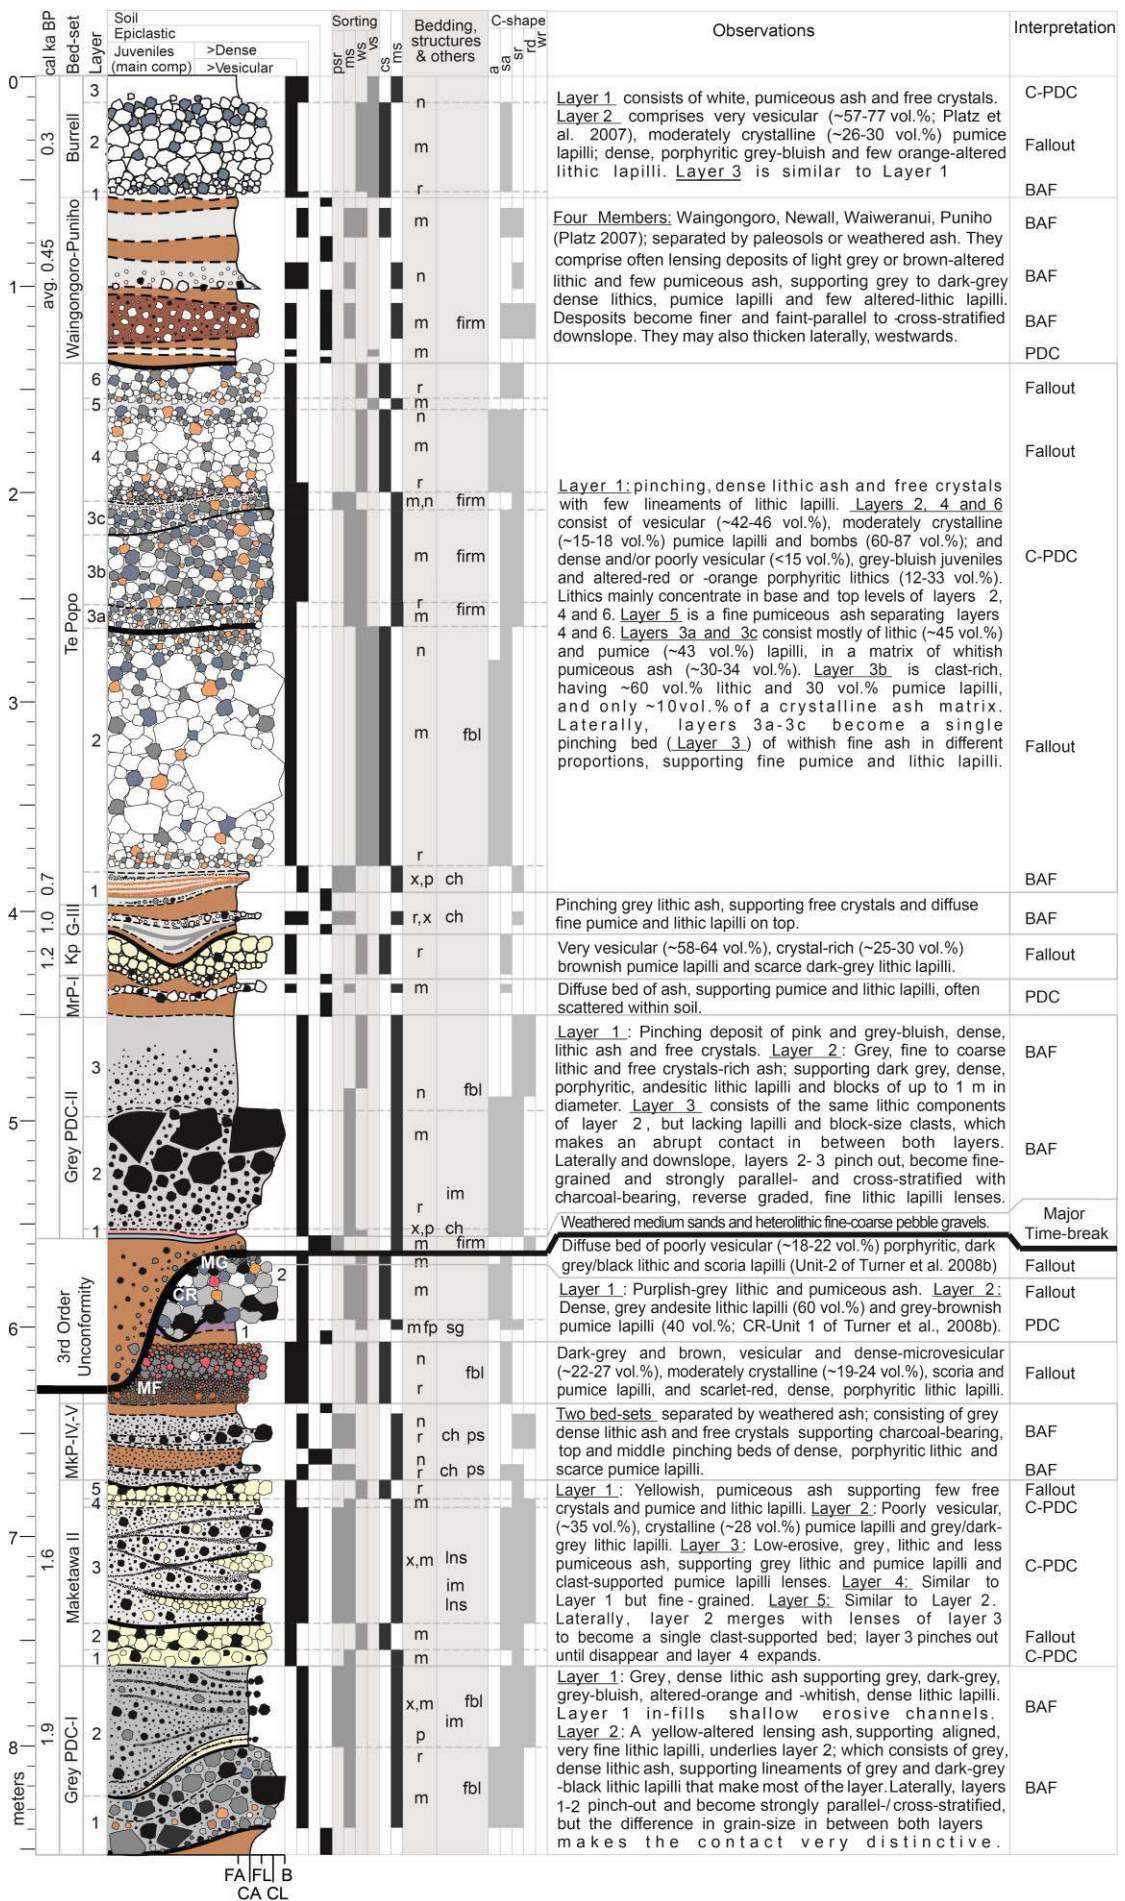 cal ka BP
Bed-set
Layer
Soil
Epiclastic
Juveniles
(main comp)
>Dense
>Vesicular
Sorting
psr
ms
ws
vs
cs
ms
Bedding,
structures
& others
C-shape
a
sa
sr
rd
wr
Observations
Interpretation
0
1
2
3
4
5
6
7
8
meters
0.3
Burrell
3
2
1
n
m
r
Layer 1 consists of white, pumiceous ash and free crystals.
Layer 2 comprises very vesicular (~57-77 vol.%; Platz et
al. 2007), moderately crystalline (~26-30 vol.%) pumice
lapilli; dense, porphyritic grey-bluish and few orange-altered
lithic lapilli. Layer 3 is similar to Layer 1
C-PDC
Fallout
BAF
avg. 0.45
Waingongoro-Puniho
m
n
m firm
m
Four Members: Waingongoro, Newall, Waiweranui, Puniho
(Platz 2007); separated by paleosols or weathered ash. They
comprise often lensing deposits of light grey or brown-altered
lithic and few pumiceous ash, supporting grey to dark-grey
dense lithics, pumice lapilli and few altered-lithic lapilli.
Desposits become finer and faint-parallel to -cross-stratified
downslope. They may also thicken laterally, westwards.
BAF
BAF
BAF
PDC
0.7
Te Popo
6
5
4
3c
3b
3a
2
1
r
m
n
m
r
m,n firm
m firm
r
m firm
n
m fbl
r
x,p ch
Layer 1: pinching, dense lithic ash and free crystals
with few lineaments of lithic lapilli. Layers 2, 4 and 6
consist of vesicular (~42-46 vol.%), moderately crystalline
(~15-18 vol.%) pumice lapilli and bombs (60-87 vol.%); and
dense and/or poorly vesicular (<15 vol.%), grey-bluish juveniles
and altered-red or -orange porphyritic lithics (12-33 vol.%).
Lithics mainly concentrate in base and top levels of layers 2,
4 and 6. Layer 5 is a fine pumiceous ash separating layers
4 and 6. Layers 3a and 3c consist mostly of lithic (~45 vol.%)
and pumice (~43 vol.%) lapilli, in a matrix of whitish
pumiceous ash (~30-34 vol.%). Layer 3b is clast-rich,
having ~60 vol.% lithic and 30 vol.% pumice lapilli,
and only ~10vol.% of a crystalline ash matrix.
Laterally, layers 3a-3c become a single
pinching bed (Layer 3) of withish fine ash in different
proportions, supporting fine pumice and lithic lapilli.
Fallout
Fallout
C-PDC
Fallout
BAF
1.0
G-III
r,x ch
Pinching grey lithic ash, supporting free crystals and diffuse
fine pumice and lithic lapilli on top.
BAF
1.2
Kp
r
Very vesicular (~58-64 vol.%), crystal-rich (~25-30 vol.%)
brownish pumice lapilli and scarce dark-grey lithic lapilli.
Fallout
MrP-I
m
Diffuse bed of ash, supporting pumice and lithic lapilli, often
scattered within soil.
PDC
Grey PDC-II
3
2
1
n fbl
m
im
r
x,p ch
Layer 1: Pinching deposit of pink and grey-bluish, dense,
lithic ash and free crystals. Layer 2: Grey, fine to coarse
lithic and free crystals-rich ash; supporting dark grey, dense,
porphyritic, andesitic lithic lapilli and blocks of up to 1 m in
diameter. Layer 3 consists of the same lithic components
of layer 2, but lacking lapilli and block-size clasts, which
makes an abrupt contact in between both layers.
Laterally and downslope, layers 2-3 pinch out, become fine-
grained and strongly parallel- and cross-stratified with
charcoal-bearing, reverse graded, fine lithic lapilli lenses.
BAF
BAF
3rd Order
Unconformity
MG
CR
MF
2
1
m firm
m
m
m fp sg
n
fbl
r
Weathered medium sands and heterolithic fine-coarse pebble gravels.
Major
Time-break
Diffuse bed of poorly vesicular (~18-22 vol.%) porphyritic, dark
grey/black lithic and scoria lapilli (Unit-2 of Turner et al. 2008b)
Fallout
Layer 1: Purplish-grey lithic and pumiceous ash. Layer 2:
Dense, grey andesite lithic lapilli (60 vol.%) and grey-brownish
pumice lapilli (40 vol.%; CR-Unit 1 of Turner et al., 2008b).
Fallout
PDC
Dark-grey and brown, vesicular and dense-microvesicular
(~22-27 vol.%), moderately crystalline (~19-24 vol.%), scoria and
pumice lapilli, and scarlet-red, dense, porphyritic lithic lapilli.
Fallout
MkP-IV,-V
n
r ch ps
n
r ch ps
Two bed-sets separated by weathered ash; consisting of grey
dense lithic ash and free crystals supporting charcoal-bearing,
top and middle pinching beds of dense, porphyritic lithic and
scarce pumice lapilli.
BAF
BAF
1.6
Maketawa II
5
4
3
2
1
r
m
x,m lns
im
lns
m
m
Layer 1: Yellowish, pumiceous ash supporting few free
crystals and pumice and lithic lapilli. Layer 2: Poorly vesicular,
(~35 vol.%), crystalline (~28 vol.%) pumice lapilli and grey/dark-
grey lithic lapilli. Layer 3: Low-erosive, grey, lithic and less
pumiceous ash, supporting grey lithic and pumice lapilli and
clast-supported pumice lapilli lenses. Layer 4: Similar to
Layer 1 but fine-grained. Layer 5: Similar to Layer 2.
Laterally, layer 2 merges with lenses of layer 3
to become a single clast-supported bed; layer 3 pinches out
until disappear and layer 4 expands.
Fallout
C-PDC
C-PDC
Fallout
C-PDC
1.9
Grey PDC-I
2
1
x,m fbl
im
p
r
m fbl
Layer 1: Grey, dense lithic ash supporting grey, dark-grey,
grey-bluish, altered-orange and -whitish, dense lithic lapilli.
Layer 1 in-fills shallow erosive channels.
Layer 2: A yellow-altered lensing ash, supporting aligned,
very fine lithic lapilli, underlies layer 2; which consists of grey,
dense lithic ash, supporting lineaments of grey and dark-grey
-black lithic lapilli that make most of the layer. Laterally, layers
1-2 pinch-out and become strongly parallel-/cross-stratified,
but the difference in grain-size in between both layers
makes the contact very distinctive.
BAF
BAF
FA FL B
CA CL